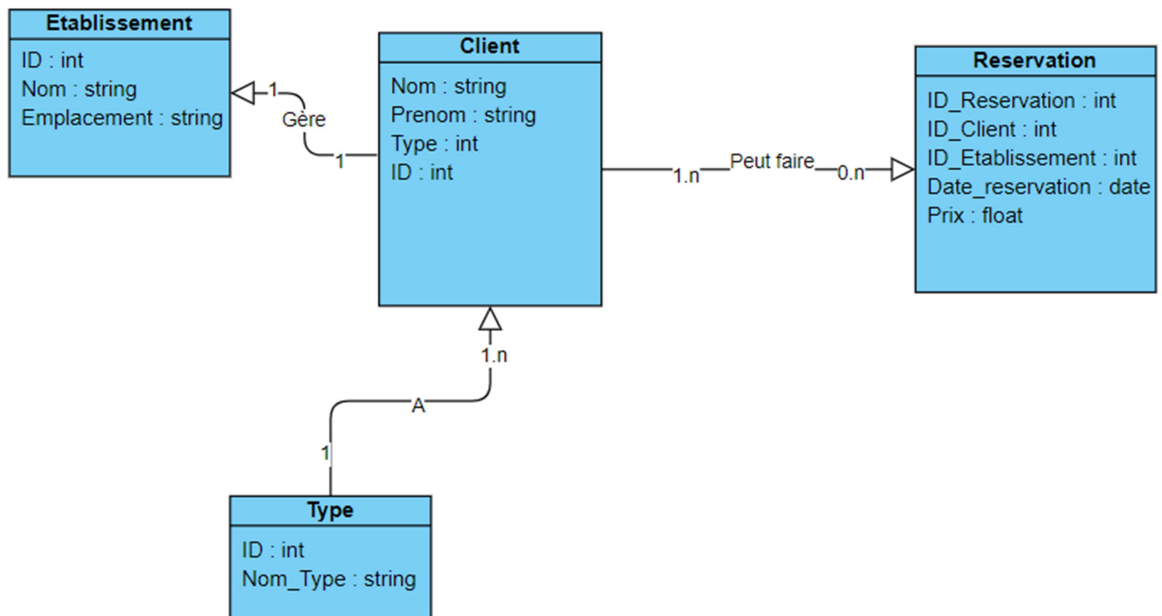 Etablissement
ID : int
Nom : string
Emplacement : string
1
Gère
1
Client
Nom : string
Prenom : string
Type : int
ID : int
1.n
Peut faire
0.n
Reservation
ID_Reservation : int
ID_Client : int
ID_Etablissement : int
Date_reservation : date
Prix : float
1.n
A
1
Type
ID : int
Nom_Type : string